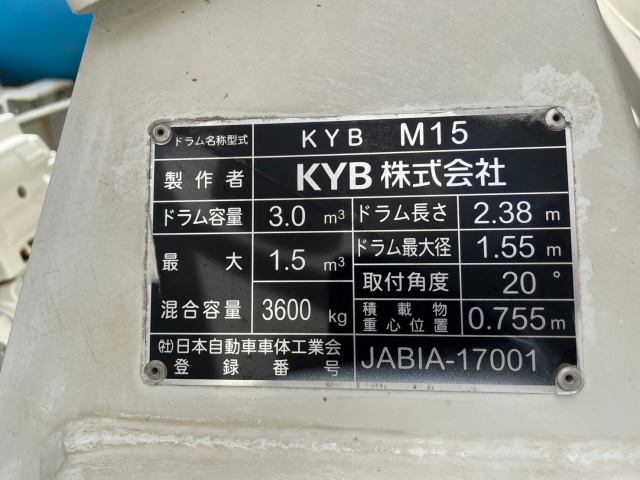 ドラム名称型式 KYB M15
製作者 KYB株式会社
ドラム容量 3.0 m³ ドラム長さ 2.38 m
最大 1.5 m³ ドラム最大径 1.55 m
混合容量 3600 kg 取付角度 20°
積載物
重心位置 0.755m
(社)日本自動車車体工業会
登録番号 JABIA-17001